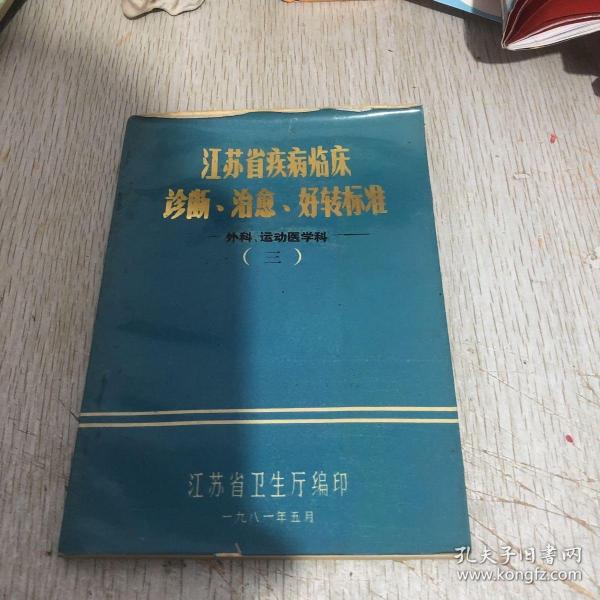 江苏省疾病临床
诊断、治愈、好转标准
—外科、运动医学科——
（三）
江苏省卫生厅编印
一九八一年五月
孔夫子旧书网
www.kongfz.com